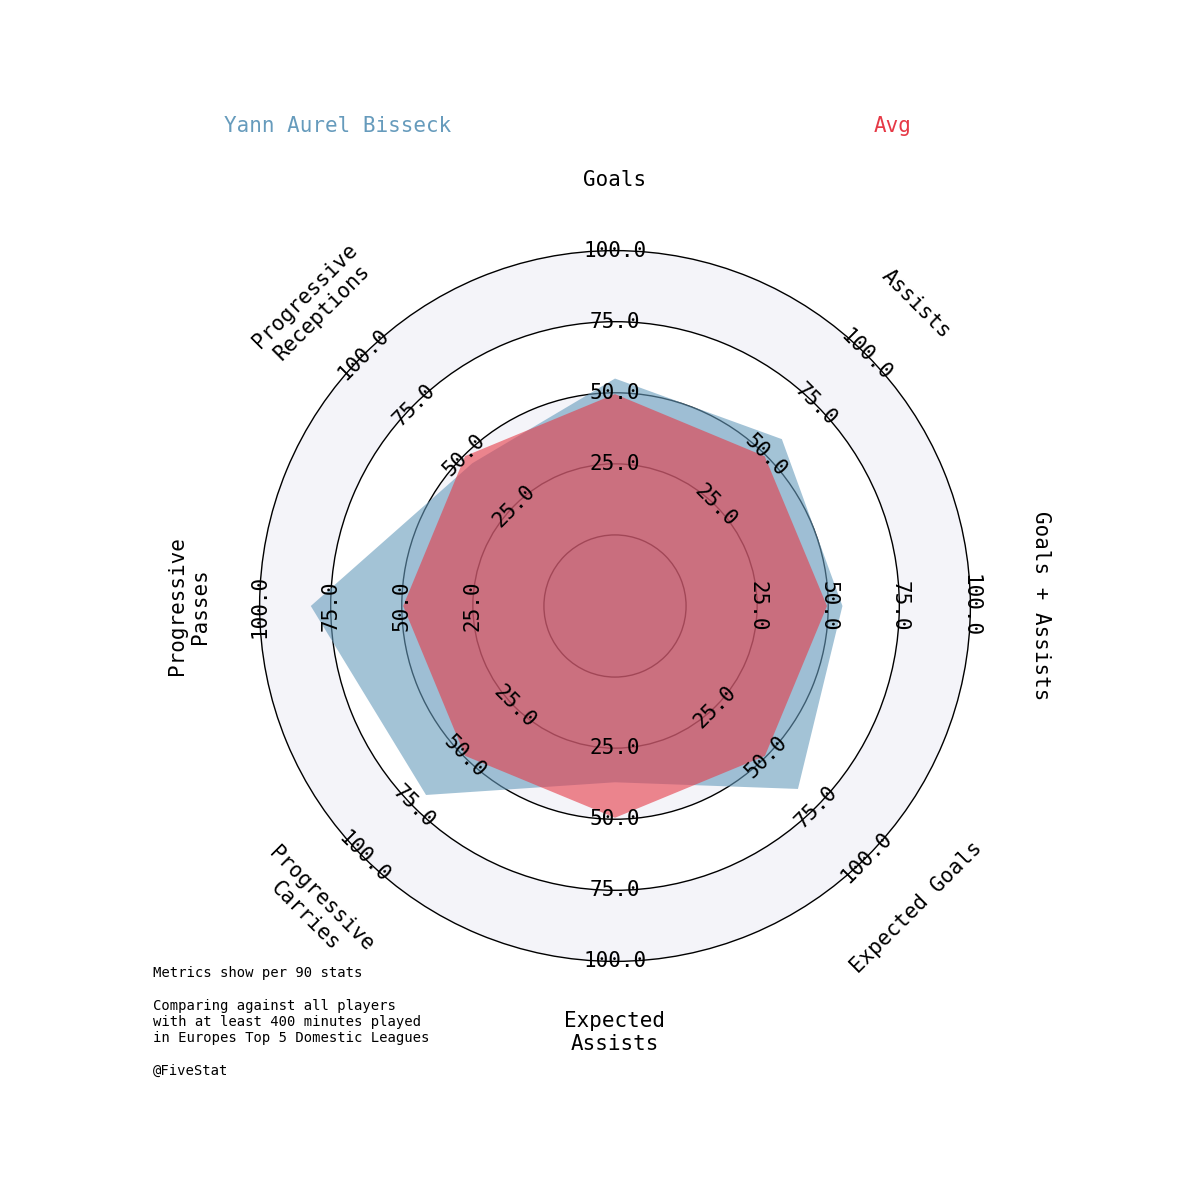 Yann Aurel Bisseck
Avg
Goals
Progressive
Receptions
Assists
100.0
100.0
100.0
75.0
75.0
75.0
50.0
50.0
50.0
25.0
25.0
25.0
Progressive
Passes
100.0
75.0
50.0
25.0
25.0
50.0
75.0
100.0
Goals + Assists
25.0
25.0
25.0
50.0
50.0
50.0
75.0
75.0
75.0
100.0
100.0
100.0
Progressive
Carries
Expected Goals
Expected
Assists
Metrics show per 90 stats
Comparing against all players
with at least 400 minutes played
in Europes Top 5 Domestic Leagues
@FiveStat